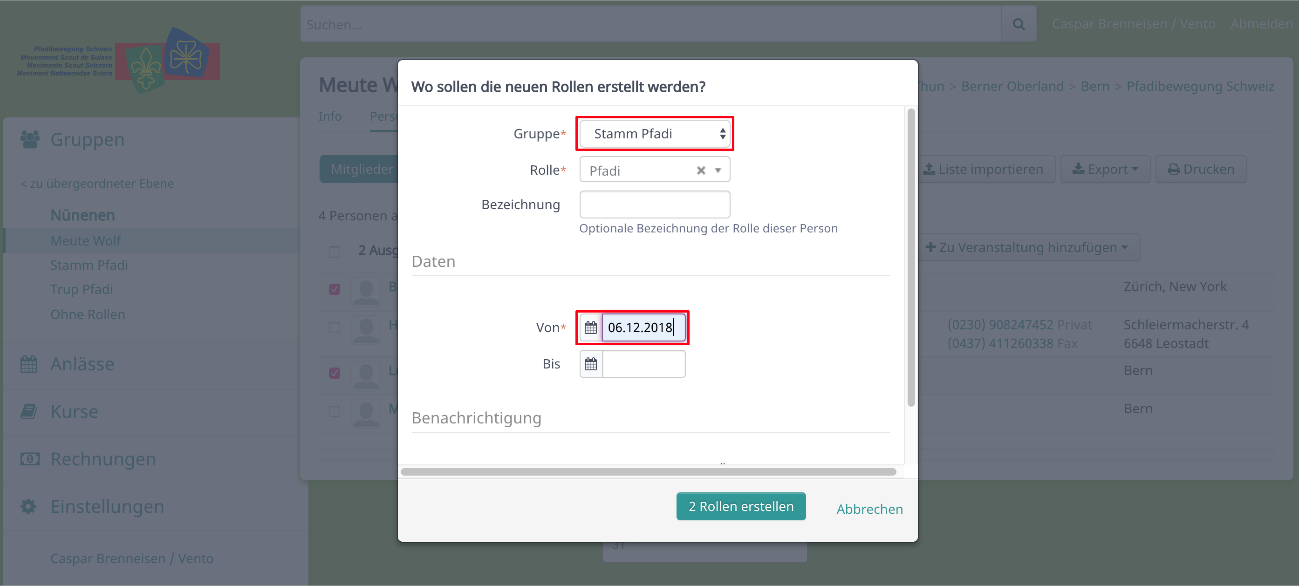 Suchen...
Caspar Brenneisen / Vento Abmelden
Pfadibewegung Schweiz
Mouvement Scout de Suisse
Movimento Scout Svizzero
Moviment Battasendas Svizra
Gruppen
< zu übergeordneter Ebene
Nünenen
Meute Wolf
Stamm Pfadi
Trup Pfadi
Ohne Rollen
Anlässe
Kurse
Rechnungen
Einstellungen
Caspar Brenneisen / Vento
Meute W
hun > Berner Oberland > Bern > Pfadibewegung Schweiz
Info Pers
Mitglieder
Liste importieren Export Drucken
4 Personen a
2 Ausg
Zu Veranstaltung hinzufügen
Zürich, New York
(0230) 908247452 Privat
(0437) 411260338 Fax
Schleiermacherstr. 4
6648 Leostadt
Bern
Bern
Wo sollen die neuen Rollen erstellt werden?
Gruppe* Stamm Pfadi
Rolle* Pfadi
Bezeichnung
Optionale Bezeichnung der Rolle dieser Person
Daten
Von* 06.12.2018
Bis
Benachrichtigung
2 Rollen erstellen Abbrechen
31